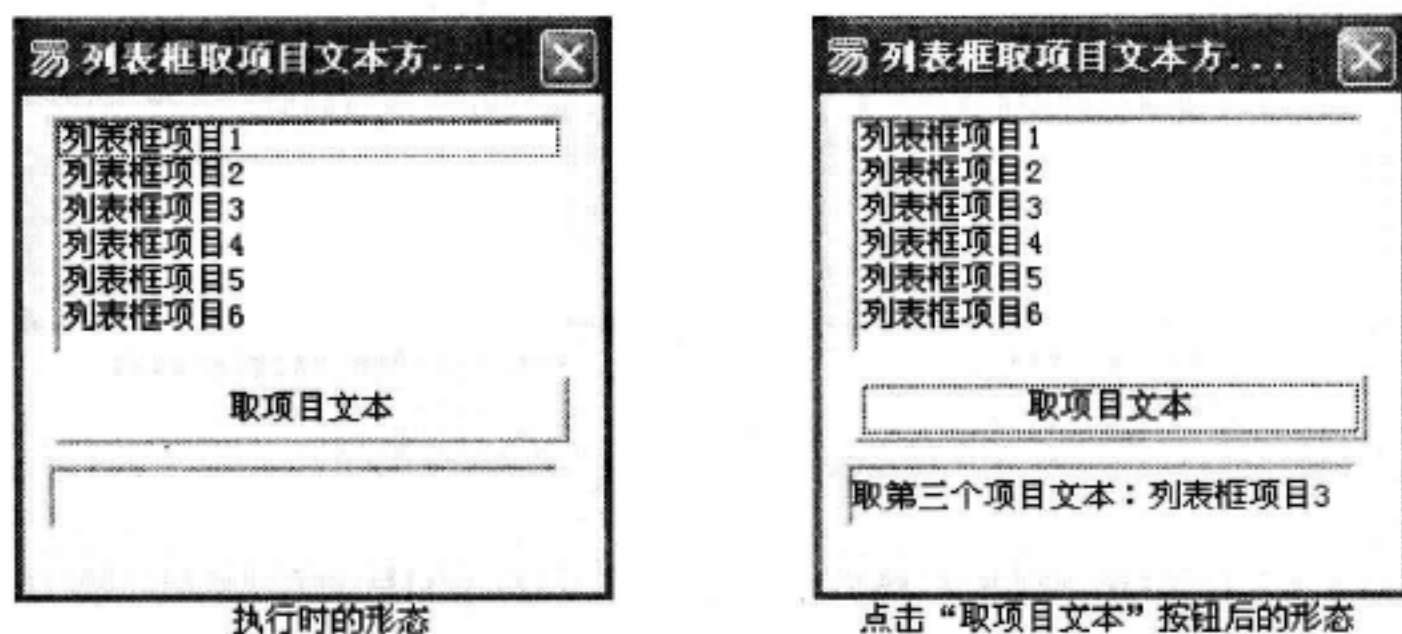 易 列表框取项目文本方...
列表框项目1
列表框项目2
列表框项目3
列表框项目4
列表框项目5
列表框项目6
取项目文本
执行时的形态
易 列表框取项目文本方...
列表框项目1
列表框项目2
列表框项目3
列表框项目4
列表框项目5
列表框项目6
取项目文本
取第三个项目文本：列表框项目3
点击“取项目文本”按钮后的形态